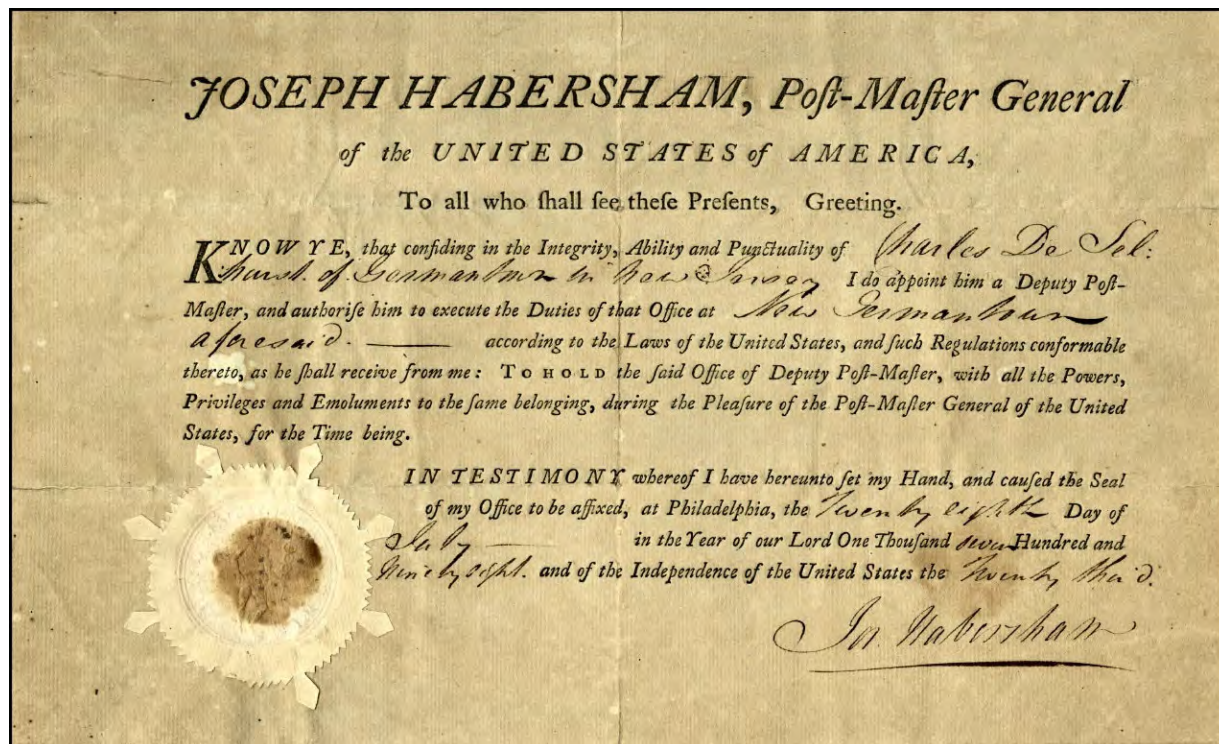 JOSEPH HABERSHAM, Poſt-Maſter General
of the UNITED STATES of AMERICA,
To all who ſhall ſee theſe Preſents, Greeting.
KNOW YE, that confiding in the Integrity, Ability and Punctuality of Charles De Sel:
hurst. of Germantown in New Jersey I do appoint him a Deputy Poſt-
Maſter, and authoriſe him to execute the Duties of that Office at New Germantown
aforesaid. —— according to the Laws of the United States, and ſuch Regulations conformable
thereto, as he ſhall receive from me: TO HOLD the ſaid Office of Deputy Poſt-Maſter, with all the Powers,
Privileges and Emoluments to the ſame belonging, during the Pleaſure of the Poſt-Maſter General of the United
States, for the Time being.
IN TESTIMONY whereof I have hereunto ſet my Hand, and cauſed the Seal
of my Office to be affixed, at Philadelphia, the Twenty eighth Day of
July —— in the Year of our Lord One Thouſand seven Hundred and
Ninety eight. and of the Independence of the United States the Twenty third.
Jos. Habersham